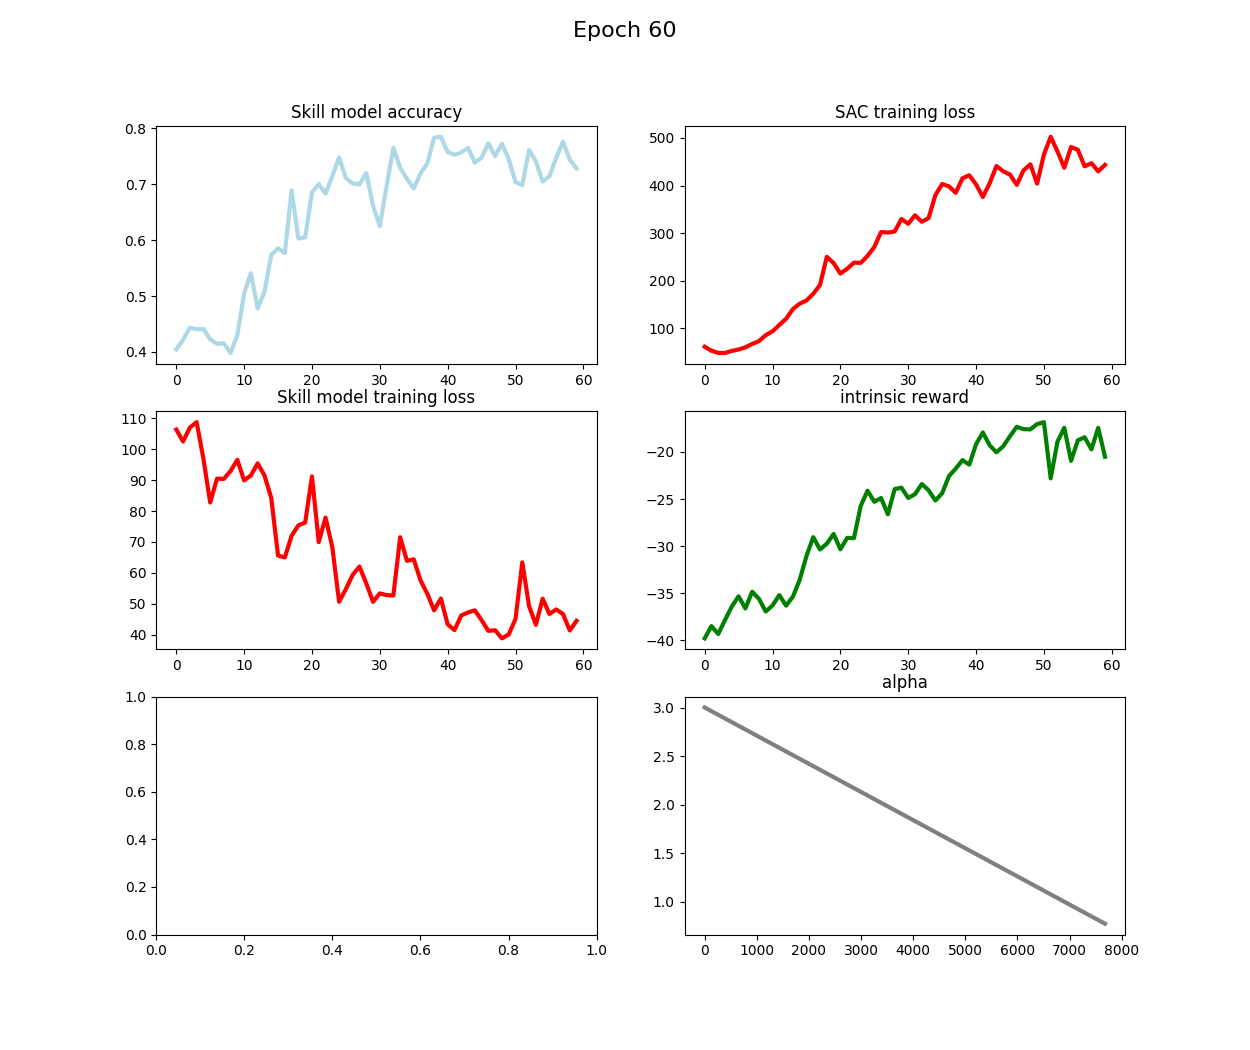 Epoch 60
Skill model accuracy
0.8
0.7
0.6
0.5
0.4
0 10 20 30 40 50 60
SAC training loss
500
400
300
200
100
0 10 20 30 40 50 60
Skill model training loss
110
100
90
80
70
60
50
40
0 10 20 30 40 50 60
intrinsic reward
−20
−25
−30
−35
−40
0 10 20 30 40 50 60
1.0
0.8
0.6
0.4
0.2
0.0
0.0 0.2 0.4 0.6 0.8 1.0
alpha
3.0
2.5
2.0
1.5
1.0
0 1000 2000 3000 4000 5000 6000 7000 8000